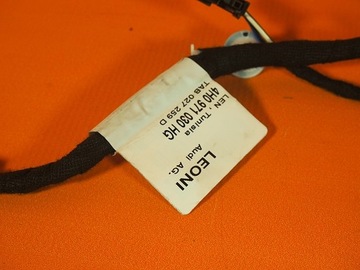 LEN , Tunisia
4H0 971 030 HG
TAB 027 259 D
LEONI
Audi AG.